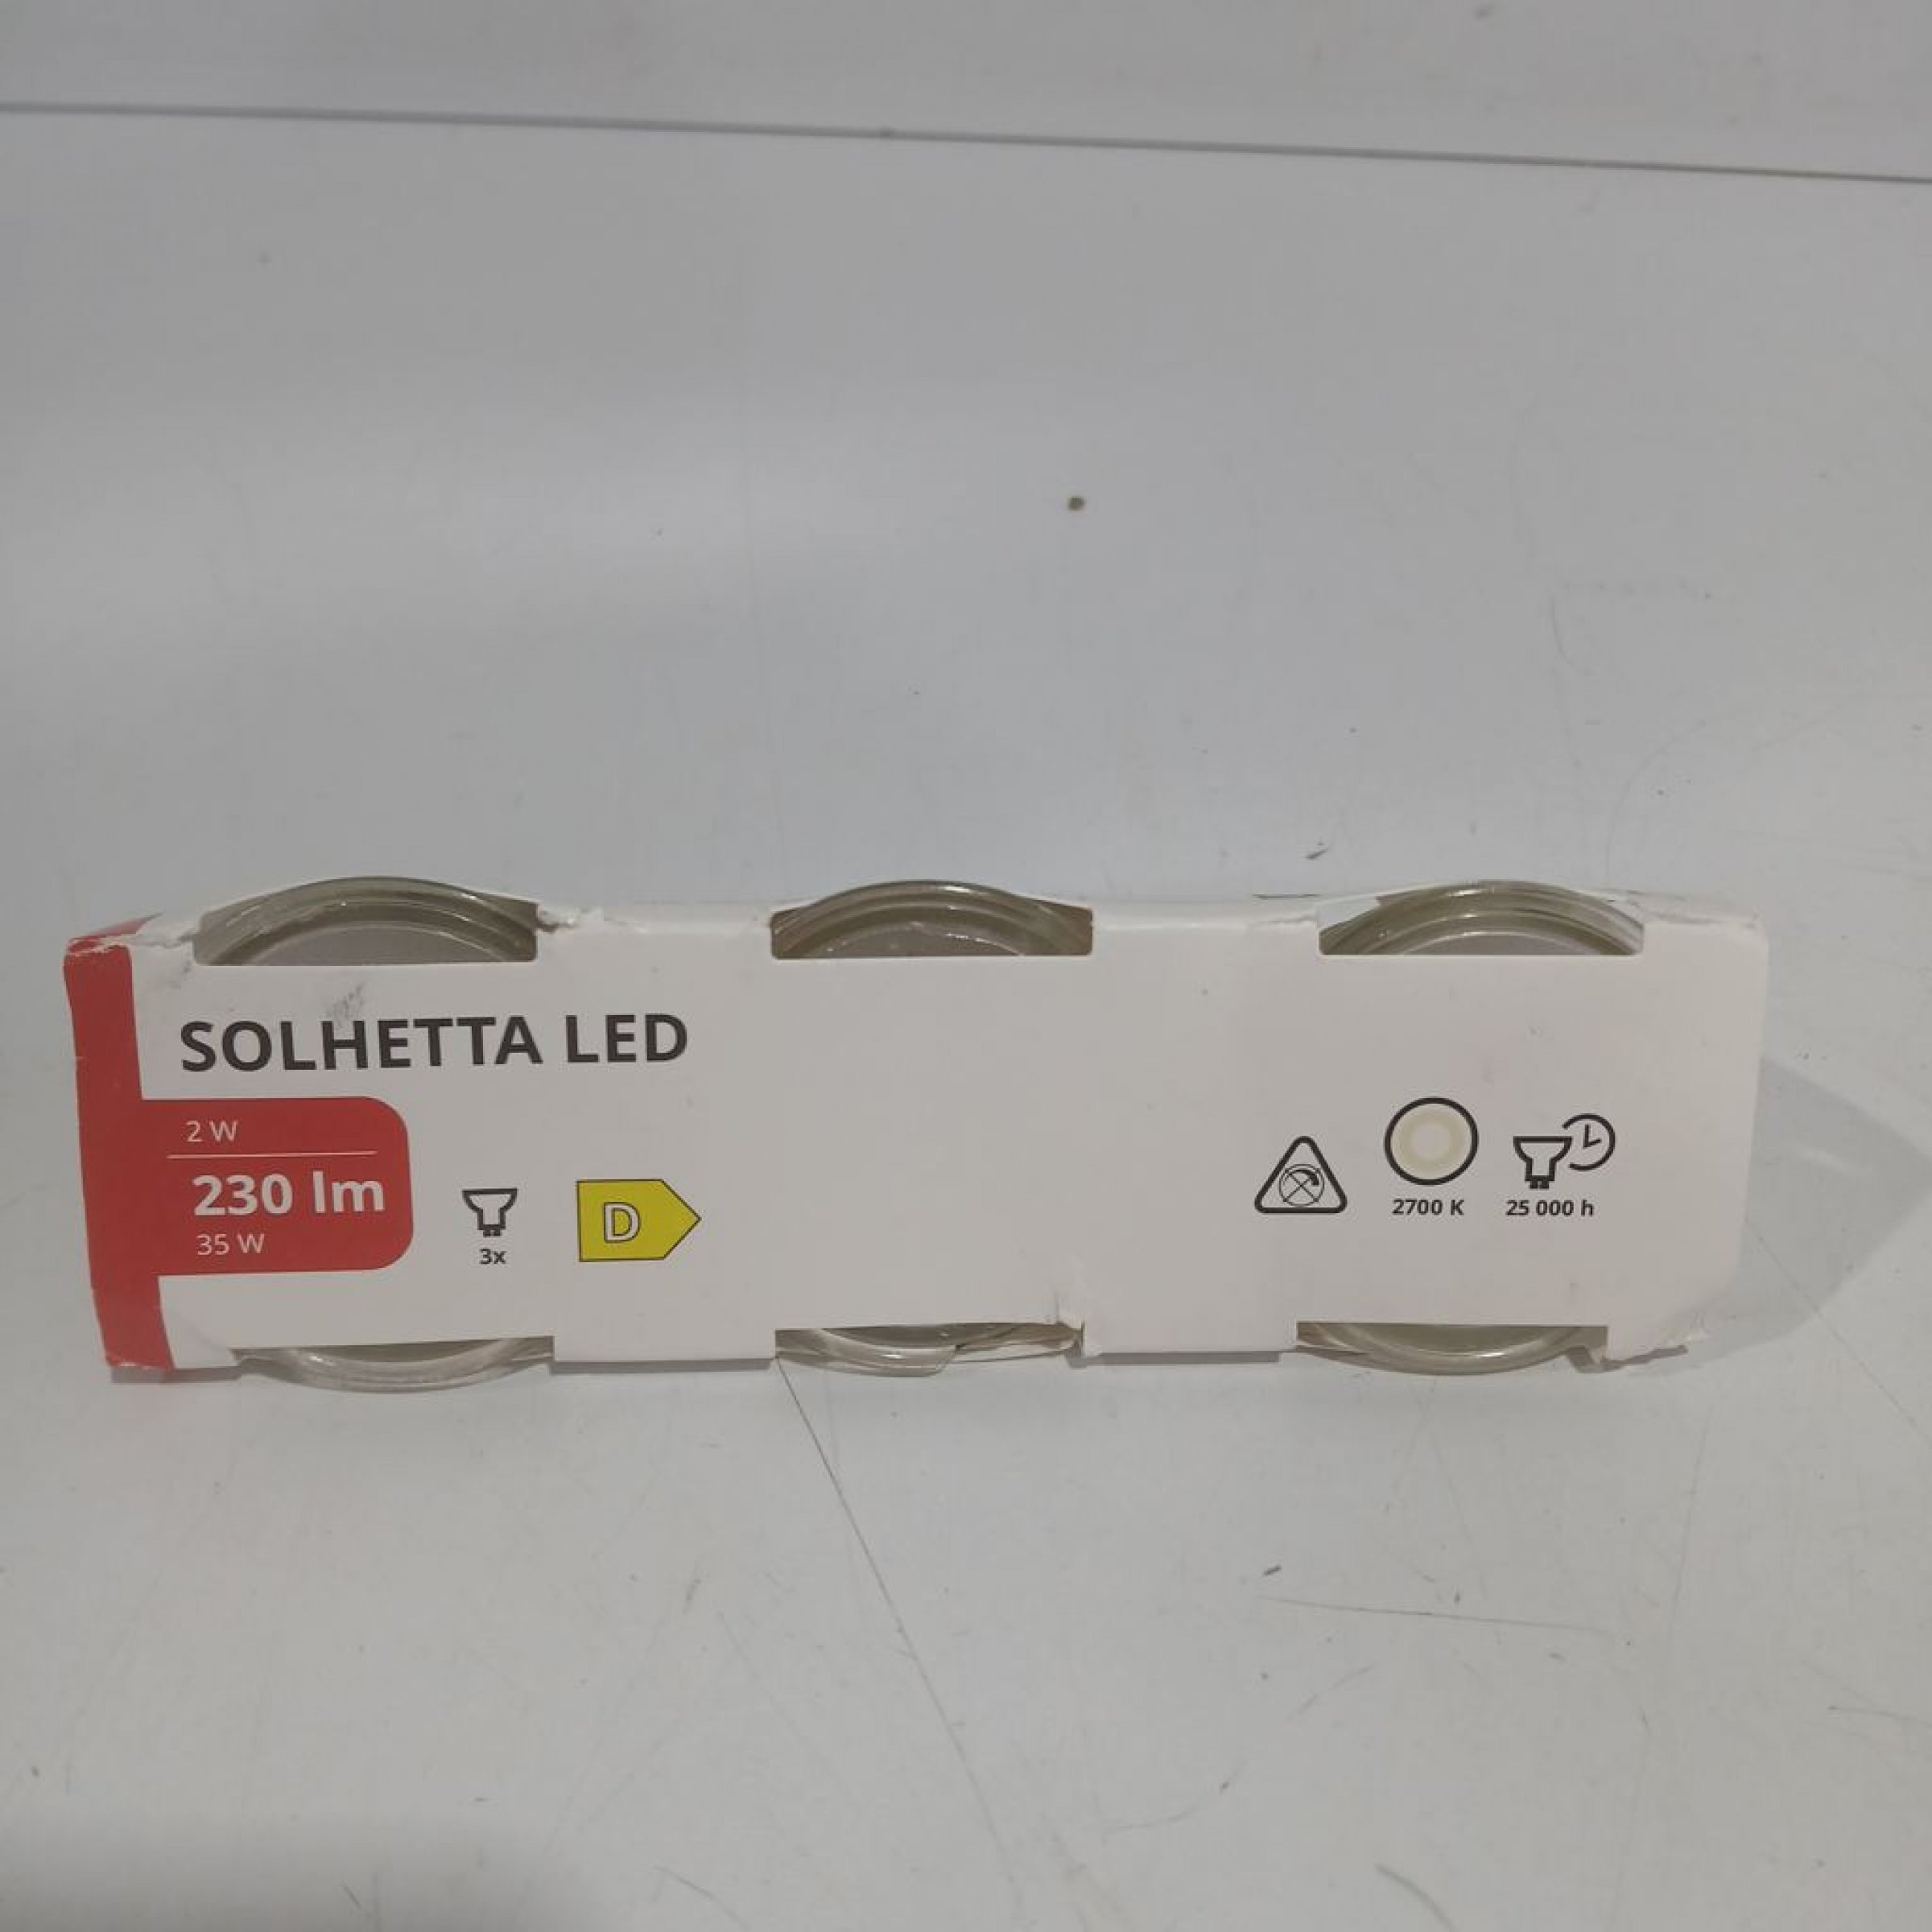 SOLHETTA LED
2 W
230 lm
35 W
3x
D
2700 K
25 000 h